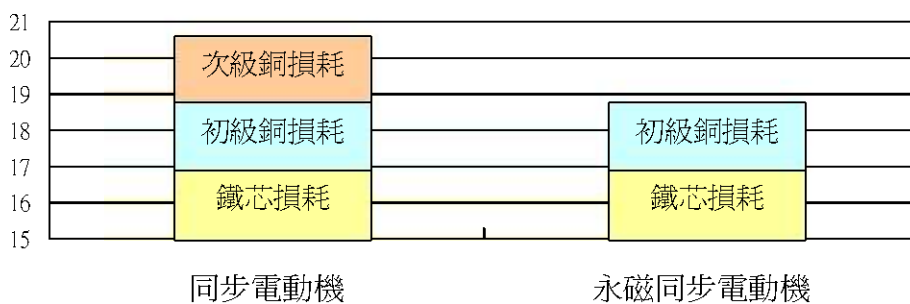 21
20
19
18
17
16
15
次級銅損耗
初級銅損耗
鐵芯損耗
初級銅損耗
鐵芯損耗
同步電動機
永磁同步電動機